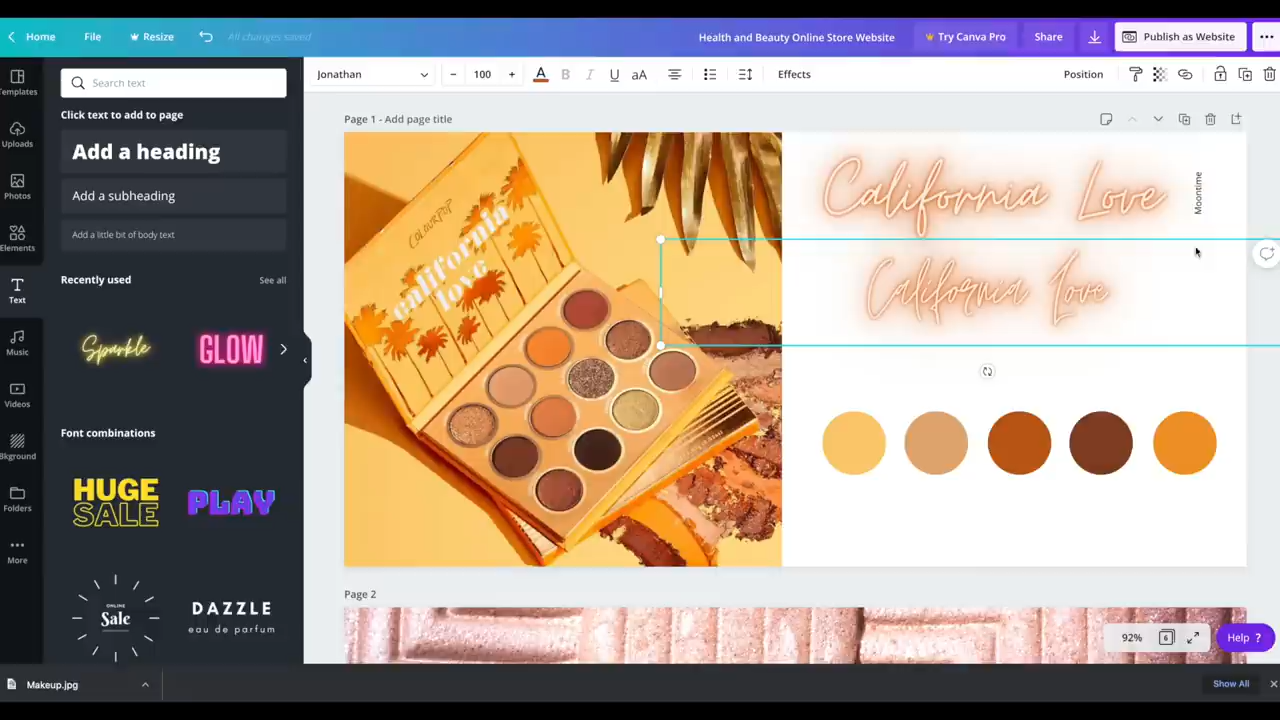 Home File Resize All changes saved Health and Beauty Online Store Website Try Canva Pro Share Publish as Website
Jonathan 100 A B I U aA Effects Position
Templates
Uploads
Photos
Elements
Text
Music
Videos
Bkground
Folders
More
Search text
Click text to add to page
Add a heading
Add a subheading
Add a little bit of body text
Recently used See all
Sparkle GLOW
Font combinations
HUGE
SALE
PLAY
ONLINE
Sale
DAZZLE
eau de parfum
Page 1 - Add page title
COLOURPOP
california
love
California Love
Moontime
California Love
Page 2
92% 6 Help ?
Makeup.jpg Show All